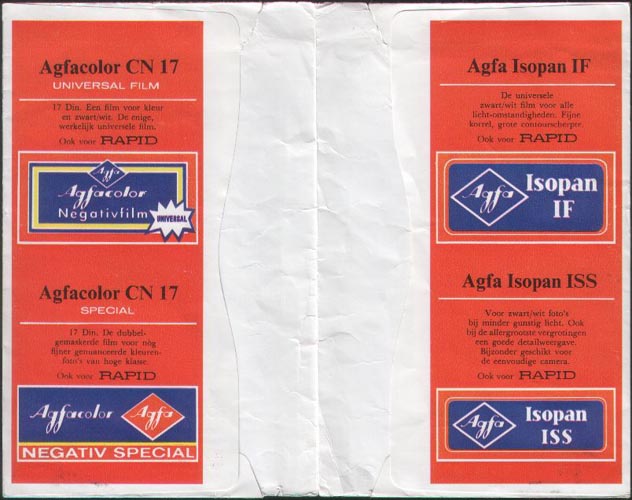 Agfacolor CN 17
UNIVERSAL FILM
17 Din. Een film voor kleur
en zwart/wit. De enige,
werkelijk universele film.
Ook voor RAPID
Agfa
Agfacolor
Negativfilm
UNIVERSAL
Agfacolor CN 17
SPECIAL
17 Din. De dubbel-
gemaskerde film voor nòg
fijner genuanceerde kleuren-
foto's van hoge klasse.
Ook voor RAPID
Agfacolor Agfa
NEGATIV SPECIAL
Agfa Isopan IF
De universele
zwart/wit film voor alle
licht-omstandigheden. Fijne
korrel, grote contourscherpte.
Ook voor RAPID
Agfa Isopan
IF
Agfa Isopan ISS
Voor zwart/wit foto's
bij minder gunstig licht. Ook
bij de allergrootste vergrotingen
een goede detailweergave.
Bijzonder geschikt voor
de eenvoudige camera.
Ook voor RAPID
Agfa Isopan
ISS